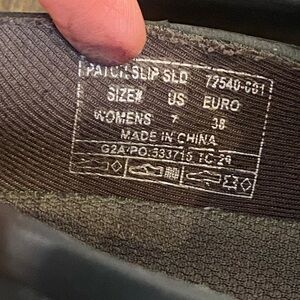 PATCH SLIP SLD 72540-001
SIZE# US EURO
WOMENS 7 38
MADE IN CHINA
G2A/PO:533715 TC-29